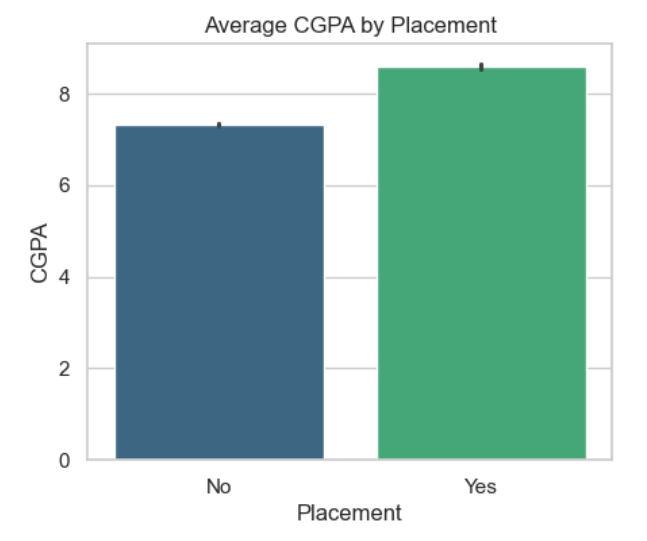 Average CGPA by Placement
8
6
4
2
0
CGPA
No
Yes
Placement